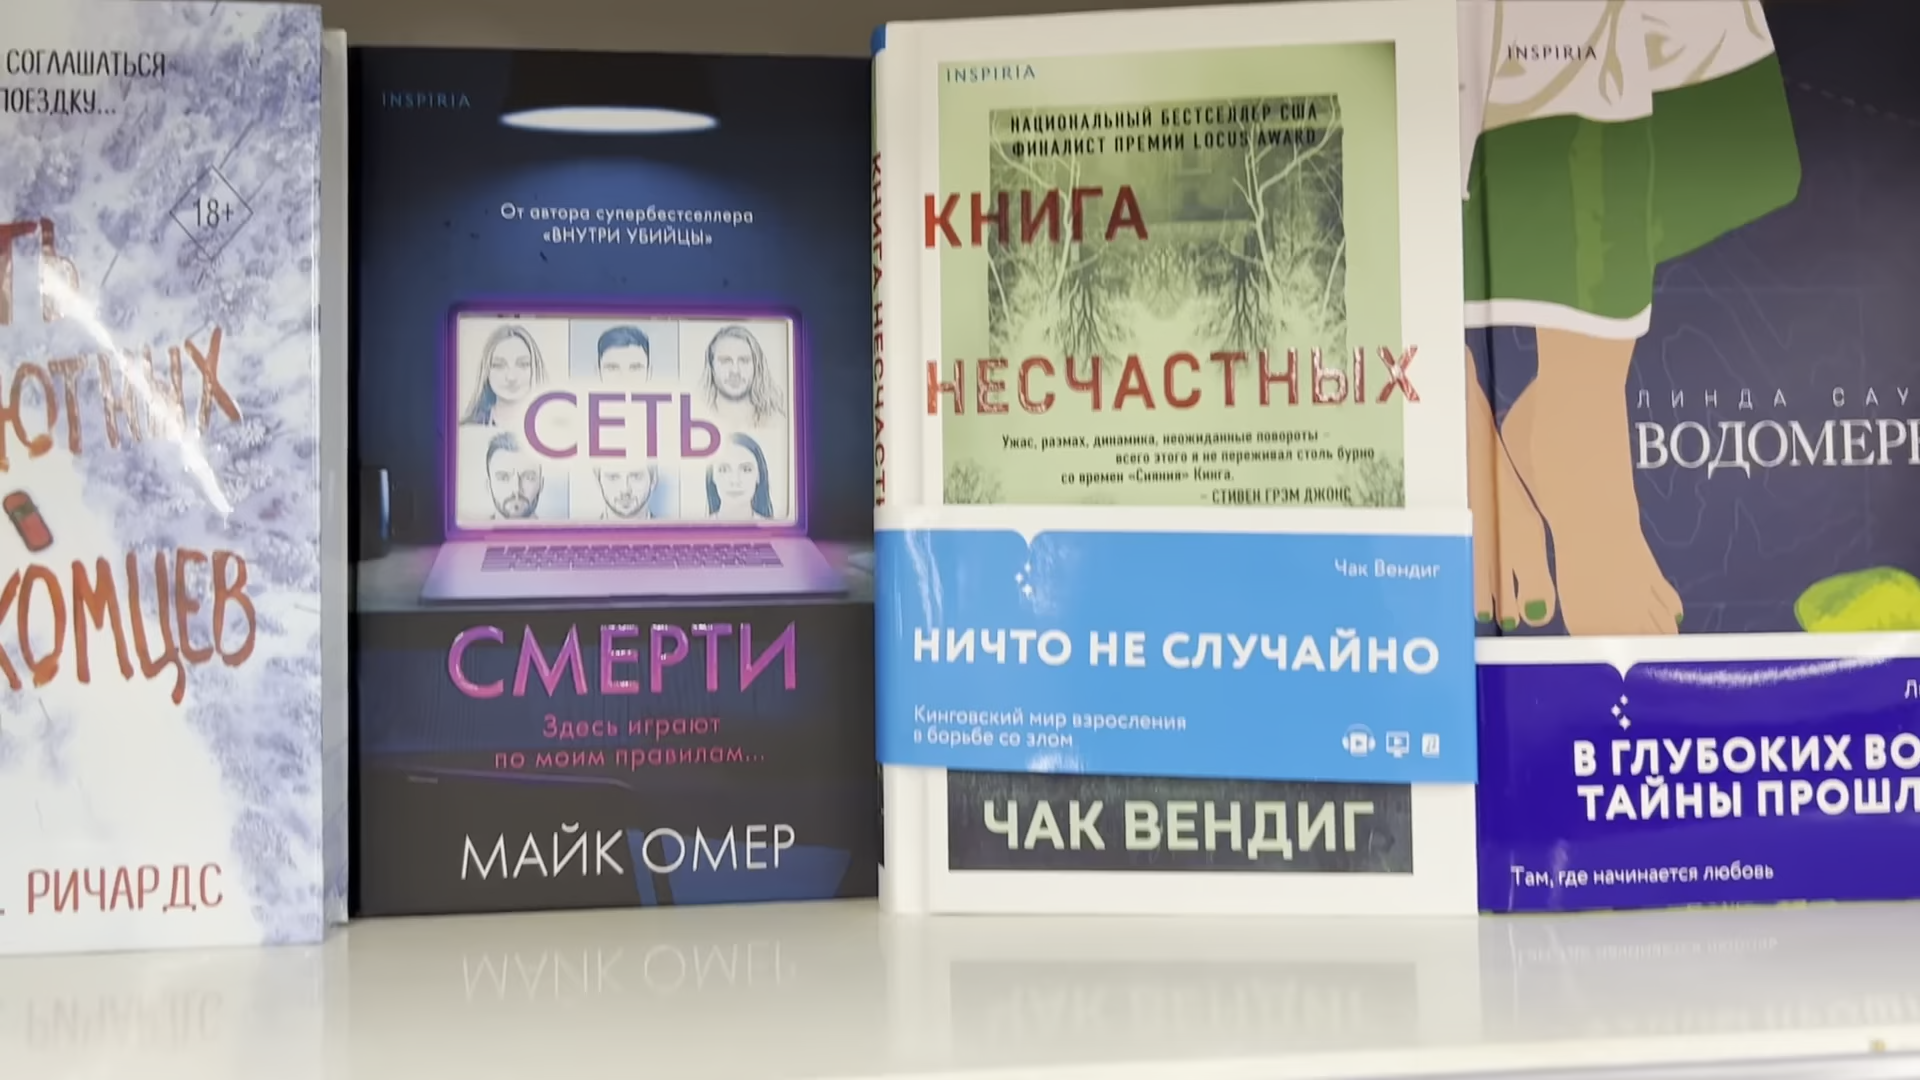 СОГЛАШАТЬСЯ
ПОЕЗДКУ...
18+
РИЧАРДС
INSPIRIA
От автора супербестселлера
«ВНУТРИ УБИЙЦЫ»
СЕТЬ
СМЕРТИ
Здесь играют
по моим правилам...
МАЙК ОМЕР
КНИГА НЕСЧАСТН
INSPIRIA
НАЦИОНАЛЬНЫЙ БЕСТСЕЛЛЕР США
ФИНАЛИСТ ПРЕМИИ LOCUS AWARD
КНИГА
НЕСЧАСТНЫХ
Ужас, размах, динамика, неожиданные повороты –
всего этого я не переживал столь бурно
со времен «Сияния» Кинга.
– СТИВЕН ГРЭМ ДЖОНС
Чак Вендиг
НИЧТО НЕ СЛУЧАЙНО
Кинговский мир взросления
в борьбе со злом
ЧАК ВЕНДИГ
INSPIRIA
ЛИНДА САУ
ВОДОМЕР
В ГЛУБОКИХ ВО
ТАЙНЫ ПРОШЛ
Там, где начинается любовь